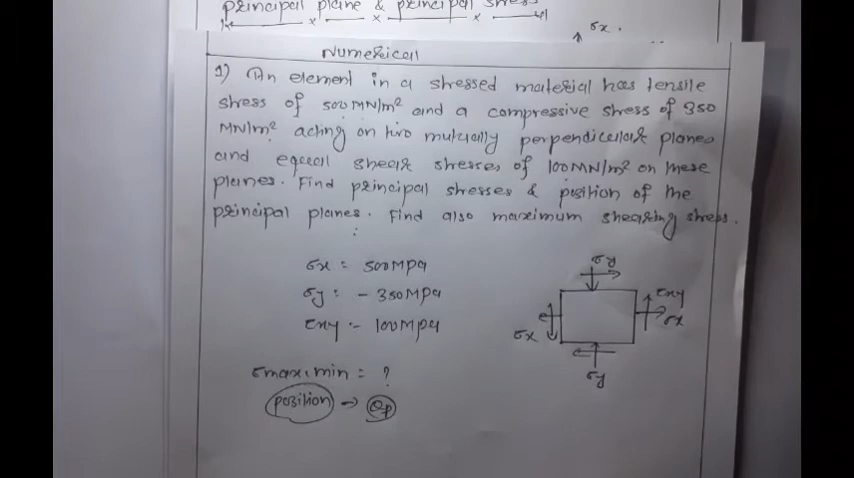 principal plane & principal stress
σx.
Numerical
1) An element in a stressed material has tensile
stress of 500 MN/m² and a compressive stress of 350
MN/m² acting on two mutually perpendicular planes
and equal shear stresses of 100 MN/m² on these
planes. Find principal stresses & position of the
principal planes. Find also maximum shearing stress.
σx = 500 MPa
σy = - 350 MPa
τxy - 100 MPa
σmax, min = ?
position → θp
σy
τxy
σx
σx
σy